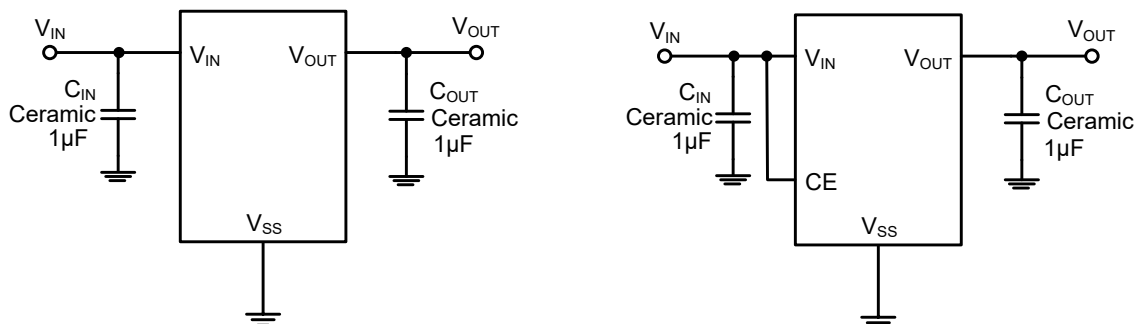 VIN
VIN
VOUT
VOUT
CIN
Ceramic
1µF
COUT
Ceramic
1µF
VSS
VIN
VIN
VOUT
VOUT
CIN
Ceramic
1µF
COUT
Ceramic
1µF
CE
VSS